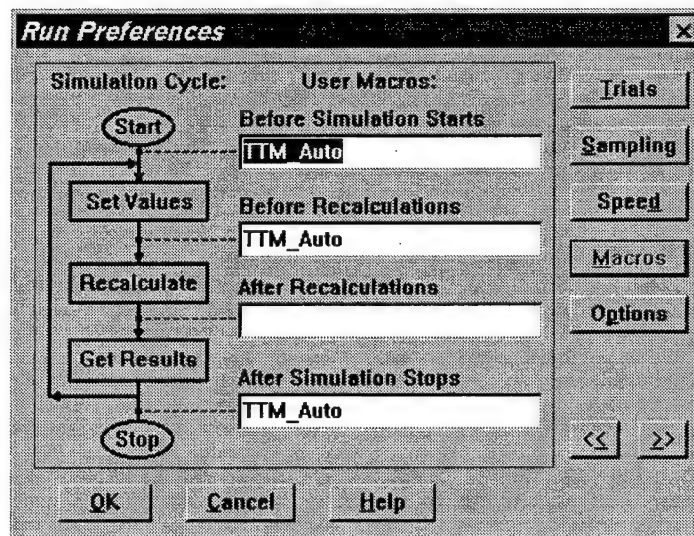 Run Preferences
Simulation Cycle: User Macros:
Start
Before Simulation Starts
TTM_Auto
Set Values
Before Recalculations
TTM_Auto
Recalculate
After Recalculations
Get Results
After Simulation Stops
TTM_Auto
Stop
Trials
Sampling
Speed
Macros
Options
<< >>
OK Cancel Help